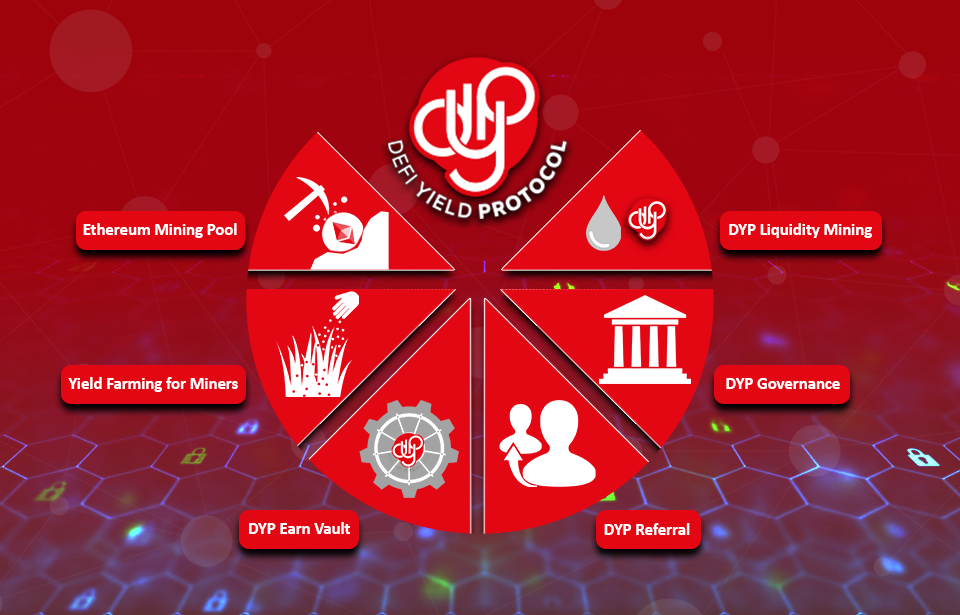 dyp
DEFI YIELD PROTOCOL
Ethereum Mining Pool
DYP Liquidity Mining
Yield Farming for Miners
DYP Governance
DYP Earn Vault
DYP Referral